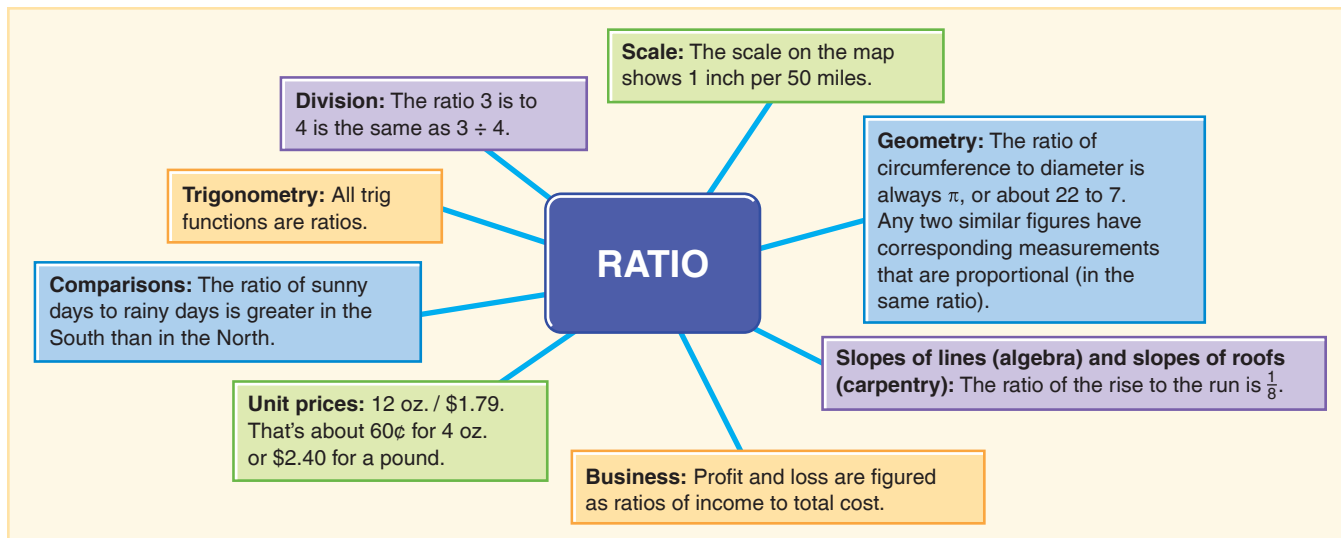 Scale: The scale on the map
shows 1 inch per 50 miles.
Division: The ratio 3 is to
4 is the same as 3 ÷ 4.
Geometry: The ratio of
circumference to diameter is
always π, or about 22 to 7.
Any two similar figures have
corresponding measurements
that are proportional (in the
same ratio).
Trigonometry: All trig
functions are ratios.
RATIO
Comparisons: The ratio of sunny
days to rainy days is greater in the
South than in the North.
Slopes of lines (algebra) and slopes of roofs
(carpentry): The ratio of the rise to the run is 1/8.
Unit prices: 12 oz. / $1.79.
That's about 60¢ for 4 oz.
or $2.40 for a pound.
Business: Profit and loss are figured
as ratios of income to total cost.